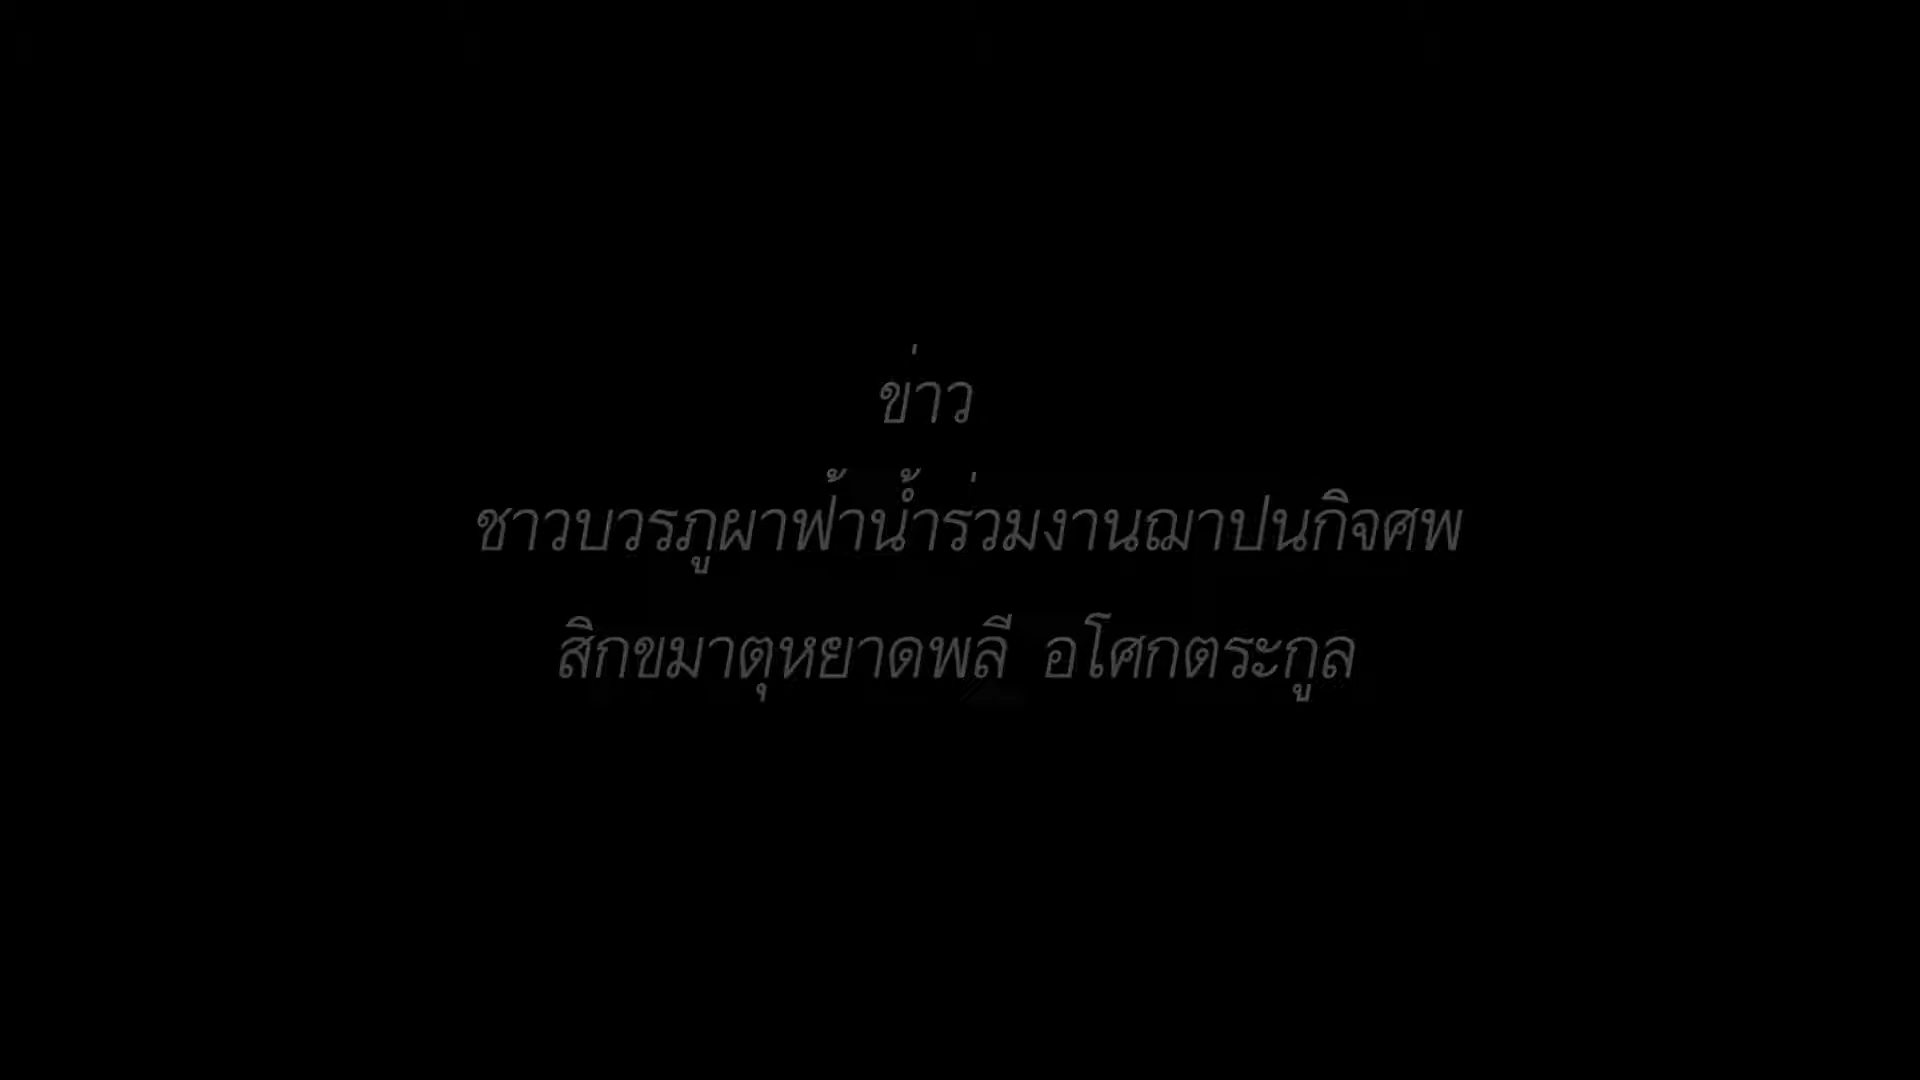 ข่าว
ชาวบวรภูผาฟ้าน้ำร่วมงานฌาปนกิจศพ
สิกขมาตุหยาดพลี อโศกตระกูล